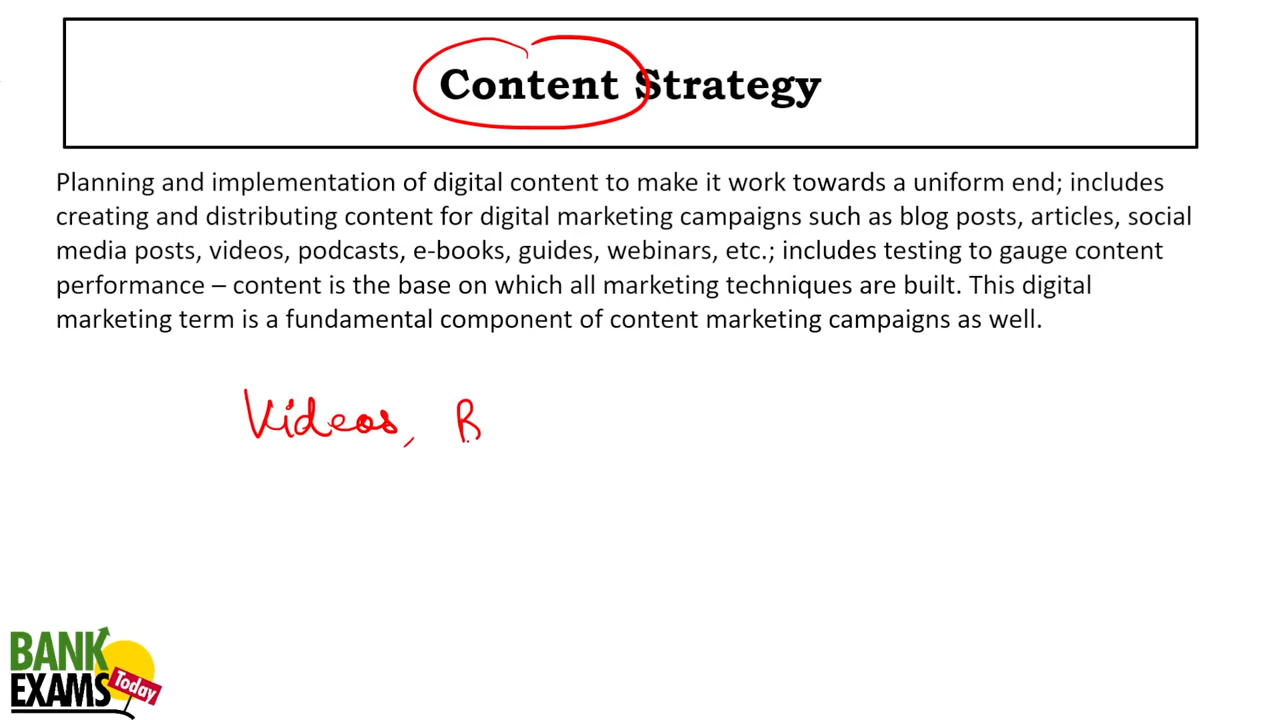 Content Strategy
Planning and implementation of digital content to make it work towards a uniform end; includes
creating and distributing content for digital marketing campaigns such as blog posts, articles, social
media posts, videos, podcasts, e-books, guides, webinars, etc.; includes testing to gauge content
performance – content is the base on which all marketing techniques are built. This digital
marketing term is a fundamental component of content marketing campaigns as well.
Videos, B
BANK
EXAMS Today